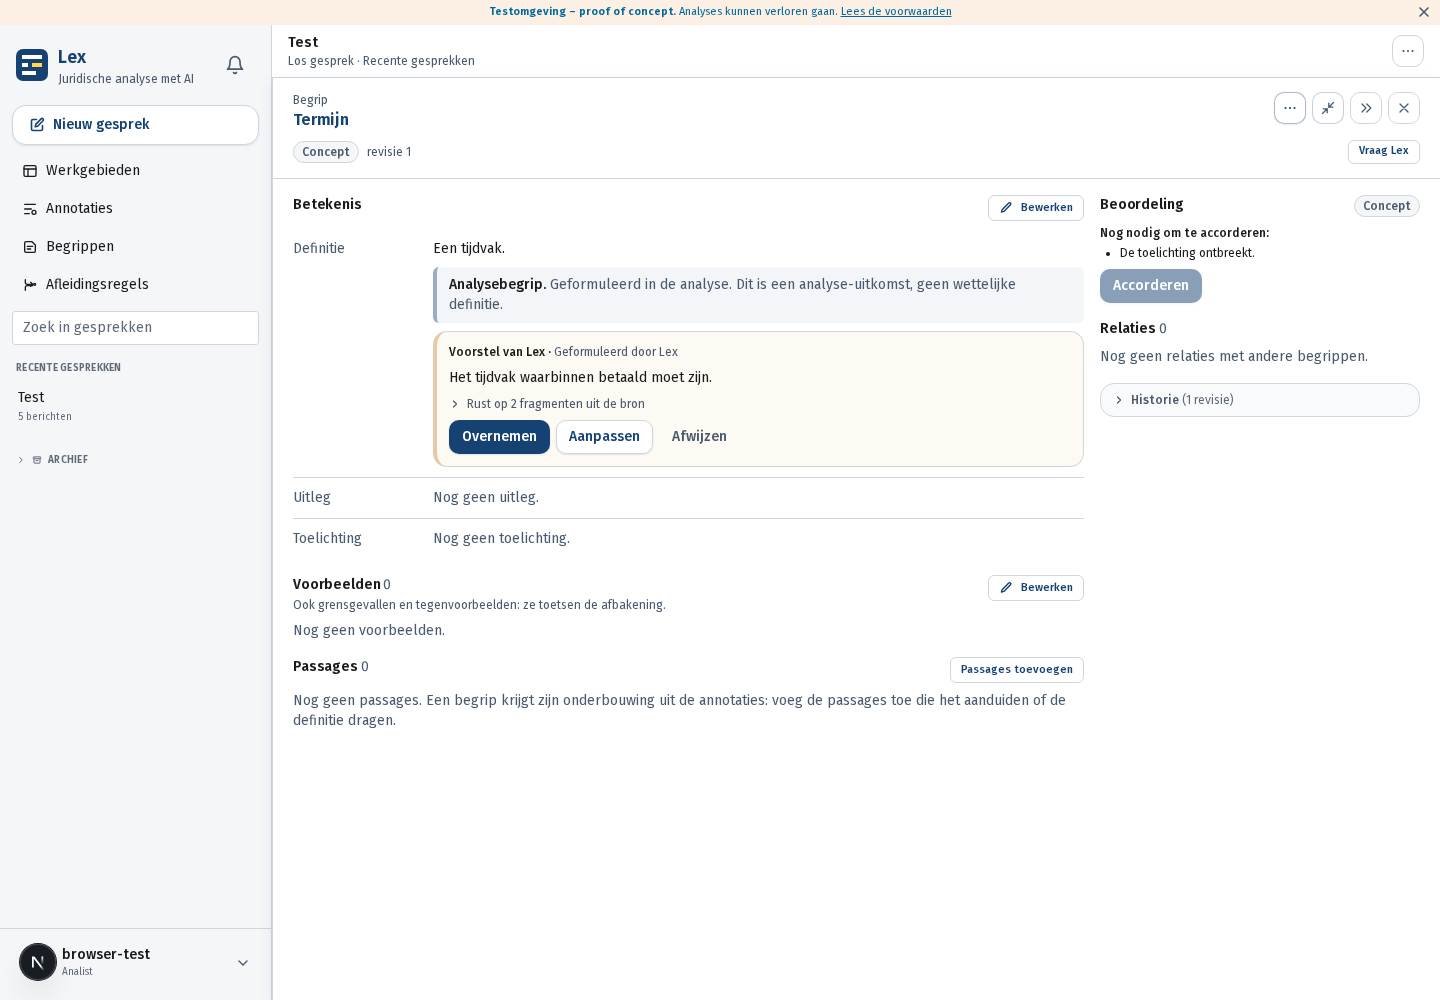 Testomgeving – proof of concept. Analyses kunnen verloren gaan. Lees de voorwaarden
Lex
Juridische analyse met AI
Nieuw gesprek
Werkgebieden
Annotaties
Begrippen
Afleidingsregels
Zoek in gesprekken
RECENTE GESPREKKEN
Test
5 berichten
ARCHIEF
browser-test
Analist
Test
Los gesprek · Recente gesprekken
Begrip
Termijn
Concept revisie 1
Vraag Lex
Betekenis
Bewerken
Definitie
Een tijdvak.
Analysebegrip. Geformuleerd in de analyse. Dit is een analyse-uitkomst, geen wettelijke
definitie.
Voorstel van Lex · Geformuleerd door Lex
Het tijdvak waarbinnen betaald moet zijn.
Rust op 2 fragmenten uit de bron
Overnemen Aanpassen Afwijzen
Uitleg
Nog geen uitleg.
Toelichting
Nog geen toelichting.
Voorbeelden 0
Bewerken
Ook grensgevallen en tegenvoorbeelden: ze toetsen de afbakening.
Nog geen voorbeelden.
Passages 0
Passages toevoegen
Nog geen passages. Een begrip krijgt zijn onderbouwing uit de annotaties: voeg de passages toe die het aanduiden of de
definitie dragen.
Beoordeling
Concept
Nog nodig om te accorderen:
• De toelichting ontbreekt.
Accorderen
Relaties 0
Nog geen relaties met andere begrippen.
Historie (1 revisie)